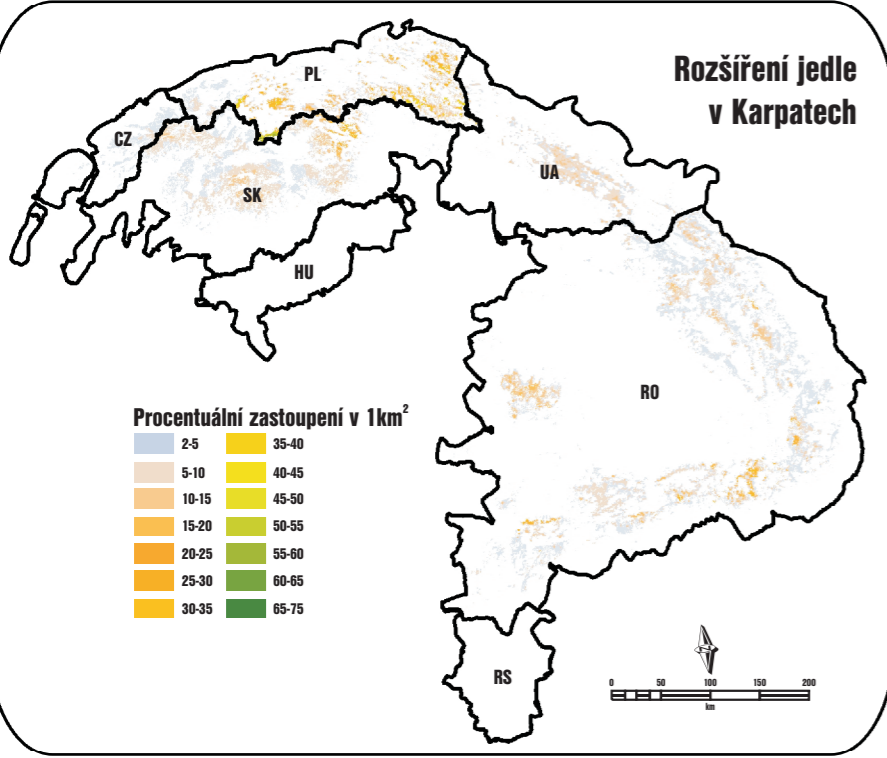 Rozšíření jedle
v Karpatech
PL
CZ
SK
UA
HU
RO
RS
Procentuální zastoupení v 1km²
2-5
5-10
10-15
15-20
20-25
25-30
30-35
35-40
40-45
45-50
50-55
55-60
60-65
65-75
0 50 100 150 200
km